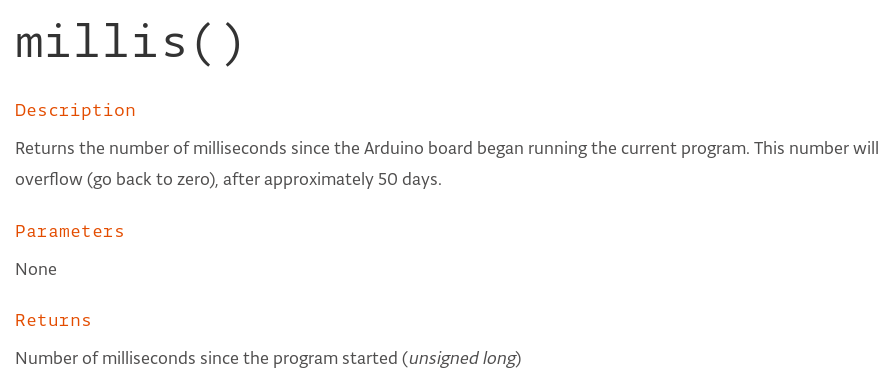 millis()
Description
Returns the number of milliseconds since the Arduino board began running the current program. This number will
overflow (go back to zero), after approximately 50 days.
Parameters
None
Returns
Number of milliseconds since the program started (unsigned long)